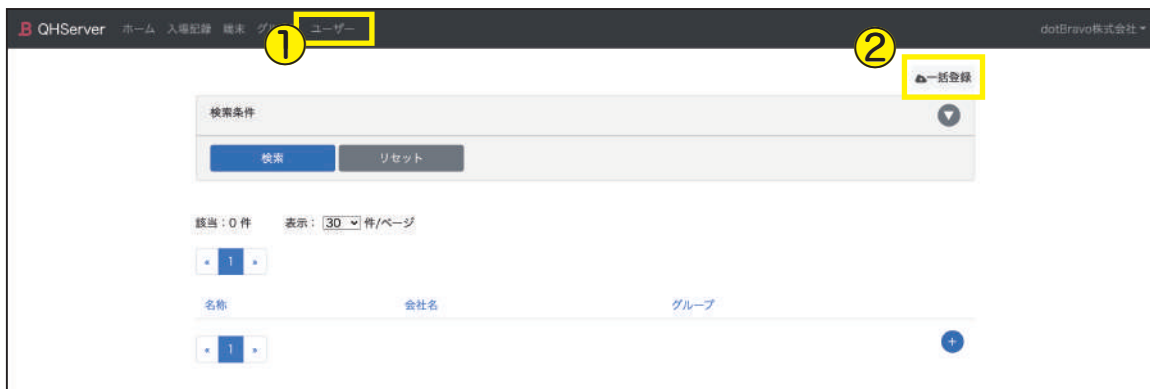 QHServer ホーム 入場記録 端末 グル ユーザー dotBravo株式会社
①
②
一括登録
検索条件
検索 リセット
該当：0 件 表示： 30 件/ページ
« 1 »
名称 会社名 グループ
« 1 »
+